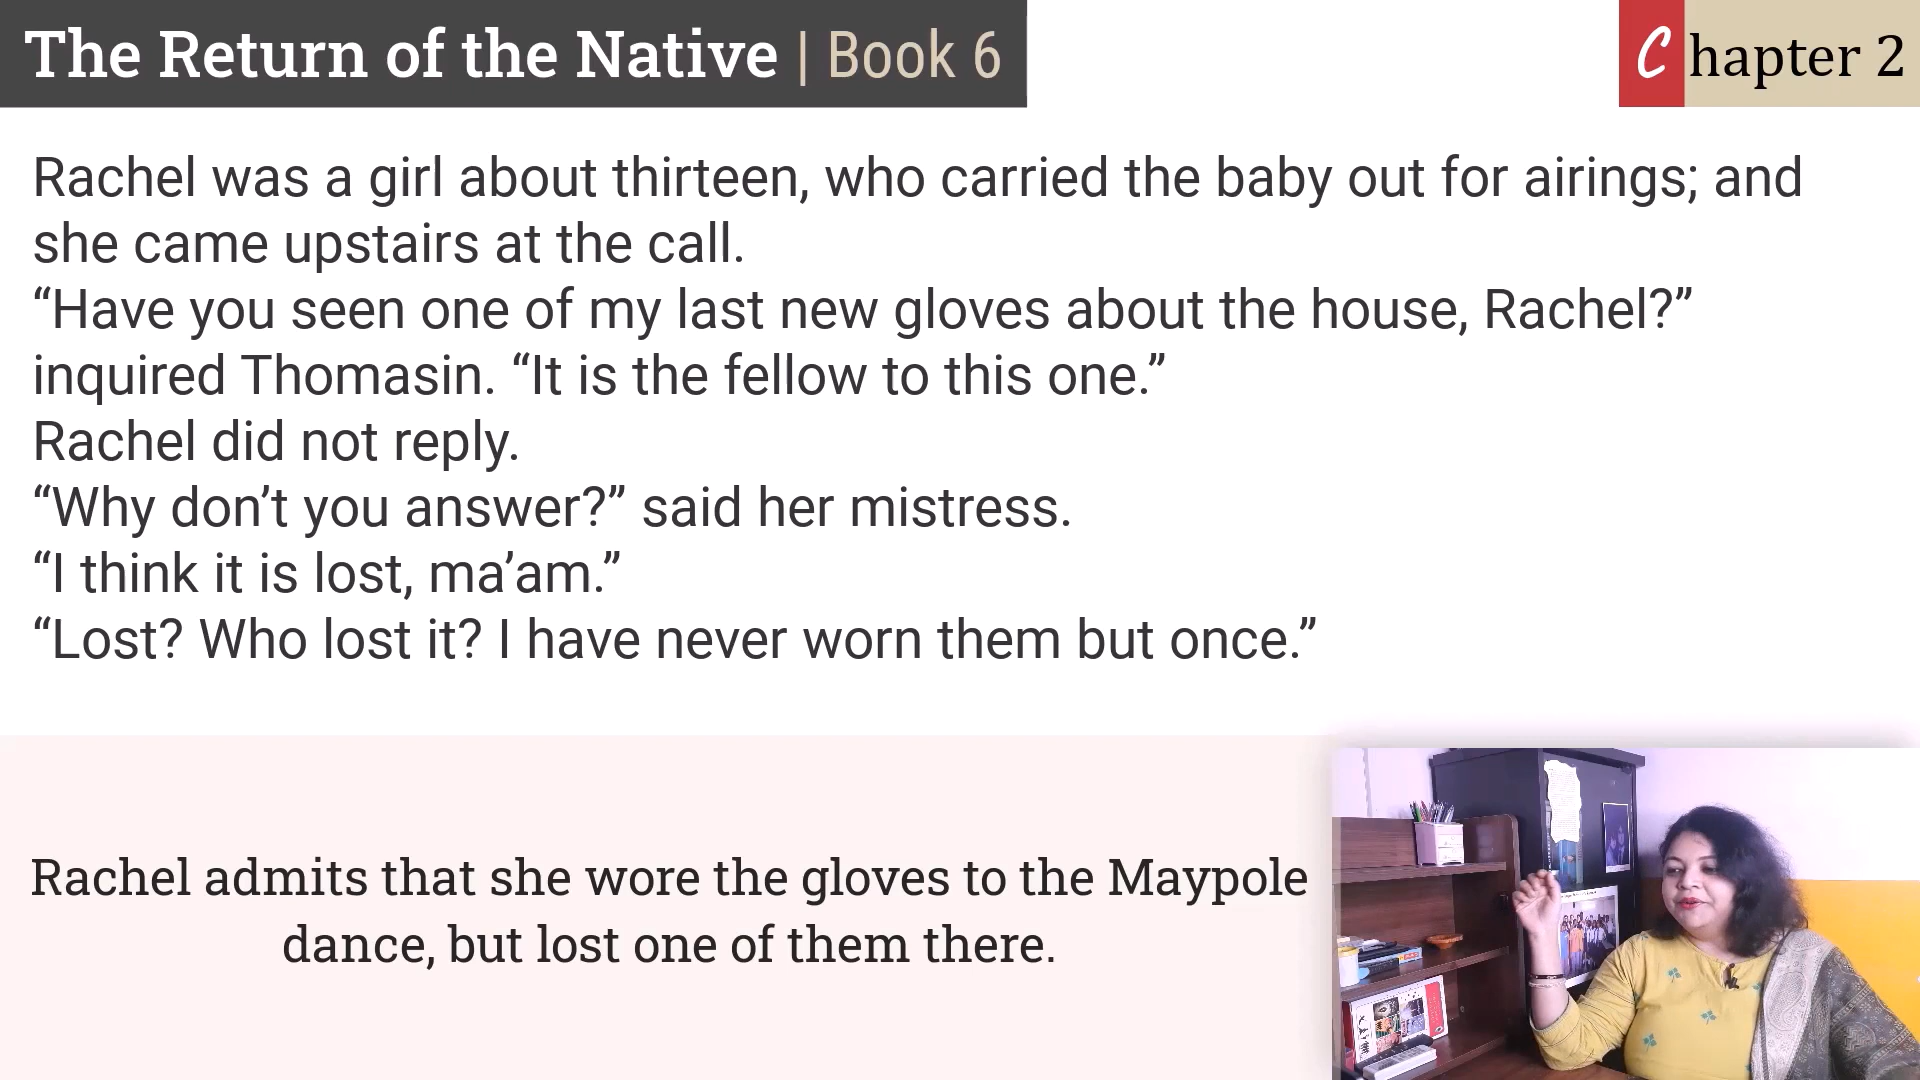 The Return of the Native | Book 6
Chapter 2
Rachel was a girl about thirteen, who carried the baby out for airings; and
she came upstairs at the call.
“Have you seen one of my last new gloves about the house, Rachel?”
inquired Thomasin. “It is the fellow to this one.”
Rachel did not reply.
“Why don’t you answer?” said her mistress.
“I think it is lost, ma’am.”
“Lost? Who lost it? I have never worn them but once.”
Rachel admits that she wore the gloves to the Maypole
dance, but lost one of them there.